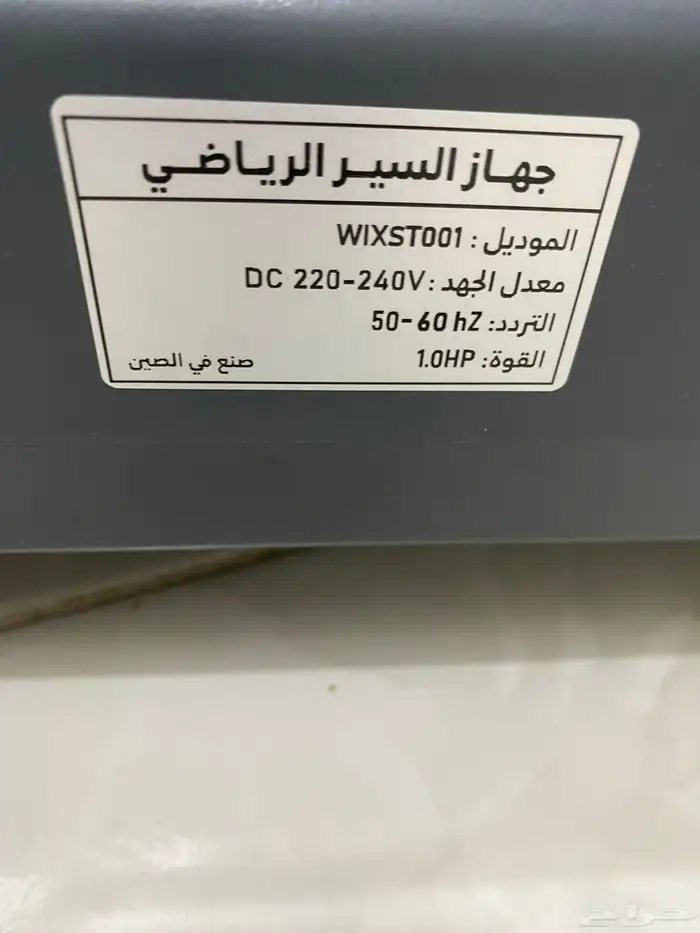 جهاز السير الرياضي
الموديل : WIXST001
معدل الجهد : DC 220-240V
التردد: 50-60 hZ
القوة: 1.0HP
صنع في الصين
حراج